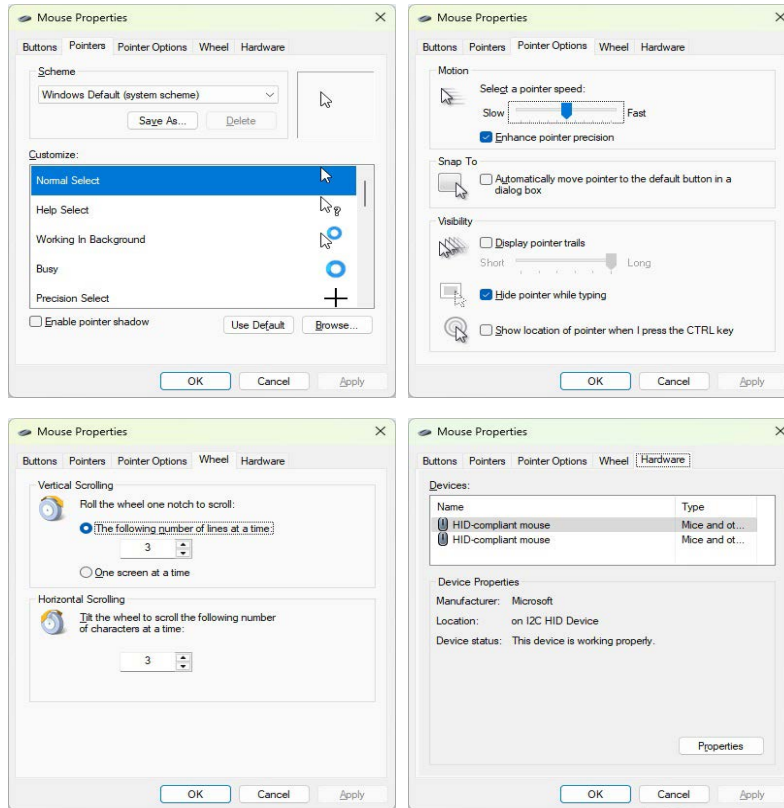 Mouse Properties
Buttons Pointers Pointer Options Wheel Hardware
Scheme
Windows Default (system scheme)
Save As... Delete
Customize:
Normal Select
Help Select
Working In Background
Busy
Precision Select
Enable pointer shadow Use Default Browse...
OK Cancel Apply
Mouse Properties
Buttons Pointers Pointer Options Wheel Hardware
Motion
Select a pointer speed:
Slow Fast
Enhance pointer precision
Snap To
Automatically move pointer to the default button in a
dialog box
Visibility
Display pointer trails
Short Long
Hide pointer while typing
Show location of pointer when I press the CTRL key
OK Cancel Apply
Mouse Properties
Buttons Pointers Pointer Options Wheel Hardware
Vertical Scrolling
Roll the wheel one notch to scroll:
The following number of lines at a time:
3
One screen at a time
Horizontal Scrolling
Tilt the wheel to scroll the following number
of characters at a time:
3
OK Cancel Apply
Mouse Properties
Buttons Pointers Pointer Options Wheel Hardware
Devices:
Name Type
HID-compliant mouse Mice and ot...
HID-compliant mouse Mice and ot...
Device Properties
Manufacturer: Microsoft
Location: on I2C HID Device
Device status: This device is working properly.
Properties
OK Cancel Apply